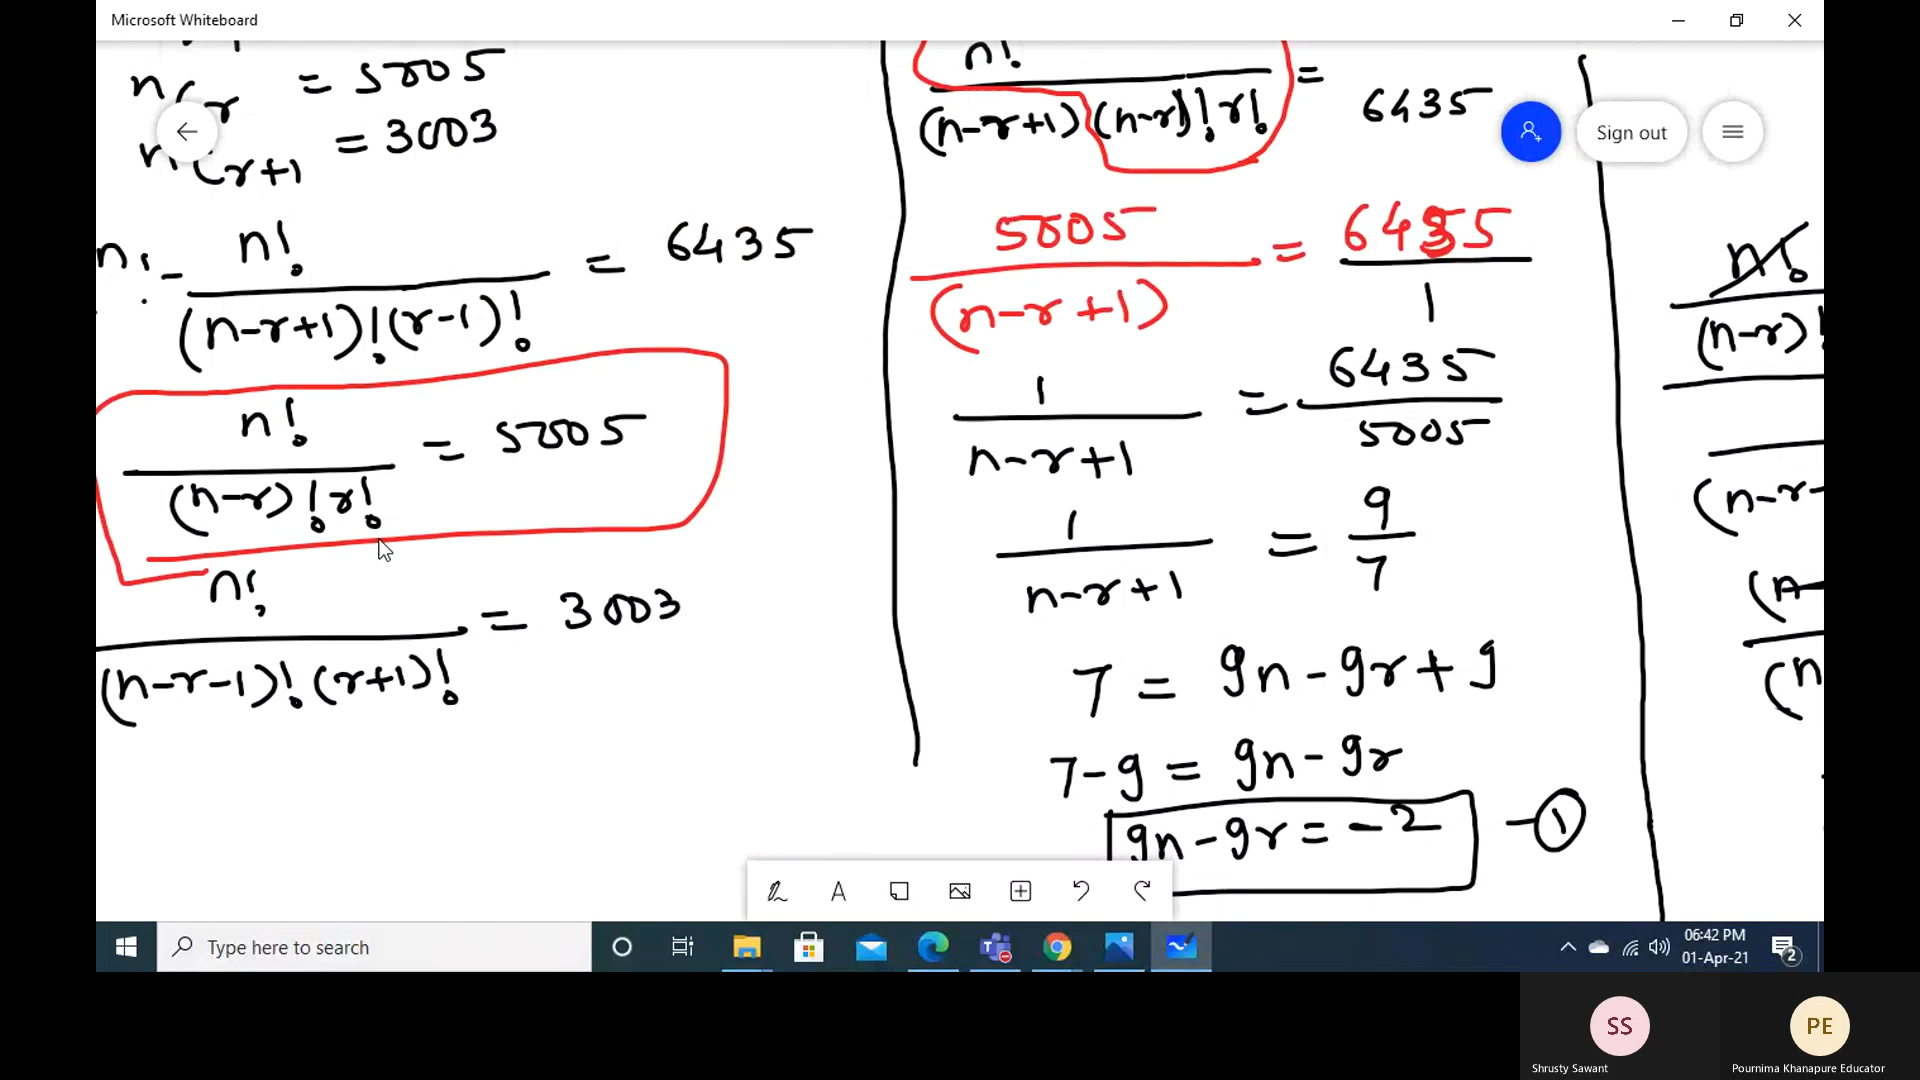 Microsoft Whiteboard
nCr = 5005
nCr+1 = 3003
n! / (n-r+1)!(r-1)! = 6435
n! / (n-r)!r! = 5005
n! / (n-r-1)!(r+1)! = 3003
n! / (n-r+1)(n-r)!r! = 6435
5005 / (n-r+1) = 6435 / 1
1 / n-r+1 = 6435 / 5005
1 / n-r+1 = 9 / 7
7 = 9n-9r+9
7-9 = 9n-9r
9n-9r = -2 - ①
Sign out
n!
(n-r)!
(n-r-
(n-
(n
A
Type here to search
06:42 PM
01-Apr-21
2
SS
Shrusty Sawant
PE
Pournima Khanapure Educator